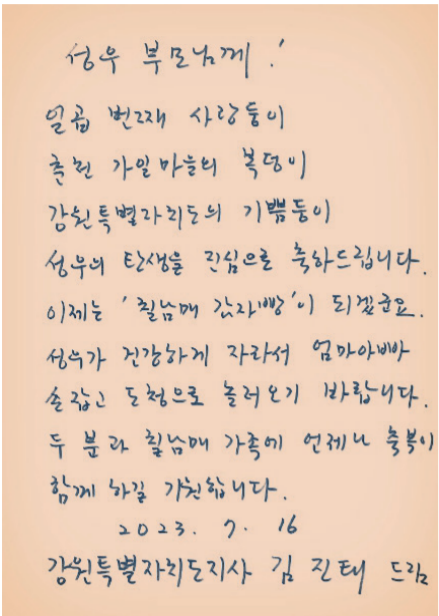 성우 부모님께!
일곱 번째 사랑둥이
춘천 가일마을의 복덩이
강원특별자치도의 기쁨둥이
성우의 탄생을 진심으로 축하드립니다.
이제는 '칠남매 감자빵'이 되겠군요.
성우가 건강하게 자라서 엄마아빠
손잡고 도청으로 놀러오기 바랍니다.
두 분과 칠남매 가족에 언제나 축복이
함께 하길 기원합니다.
2023. 7. 16
강원특별자치도지사 김진태 드림